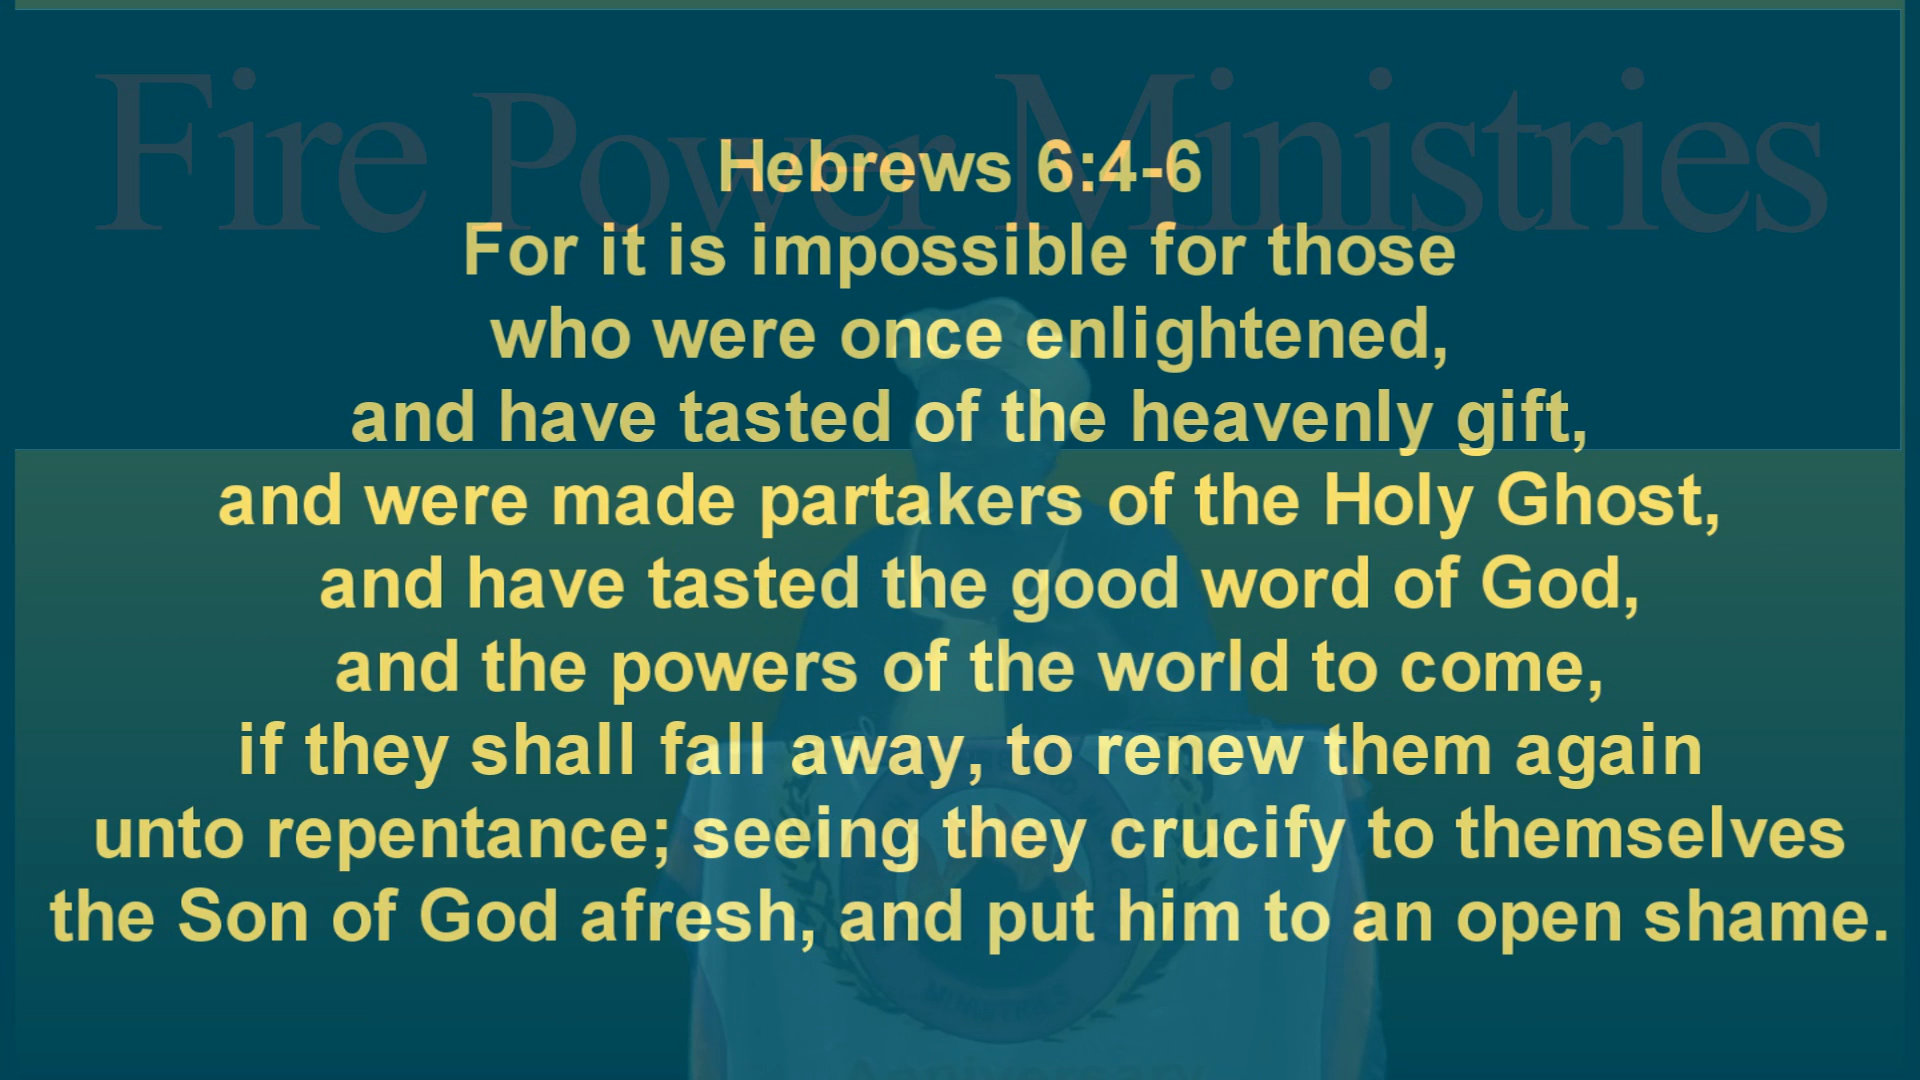 Fire Power Ministries
Hebrews 6:4-6
For it is impossible for those
who were once enlightened,
and have tasted of the heavenly gift,
and were made partakers of the Holy Ghost,
and have tasted the good word of God,
and the powers of the world to come,
if they shall fall away, to renew them again
unto repentance; seeing they crucify to themselves
the Son of God afresh, and put him to an open shame.
MINISTRIES
Anniversary